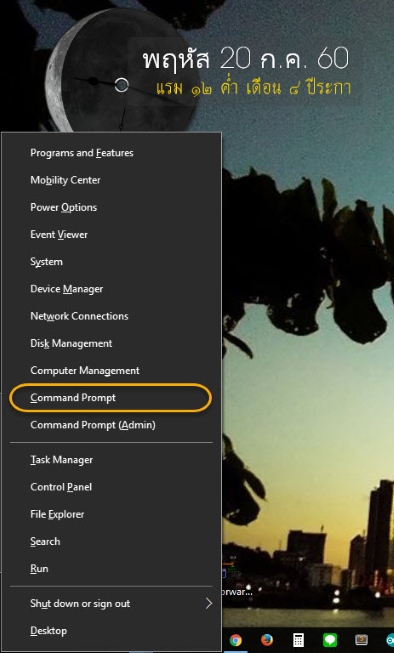 พฤหัส 20 ก.ค. 60
แรม ๑๒ ค่ำ เดือน ๘ ปีระกา
Programs and Features
Mobility Center
Power Options
Event Viewer
System
Device Manager
Network Connections
Disk Management
Computer Management
Command Prompt
Command Prompt (Admin)
Task Manager
Control Panel
File Explorer
Search
Run
Shut down or sign out
Desktop